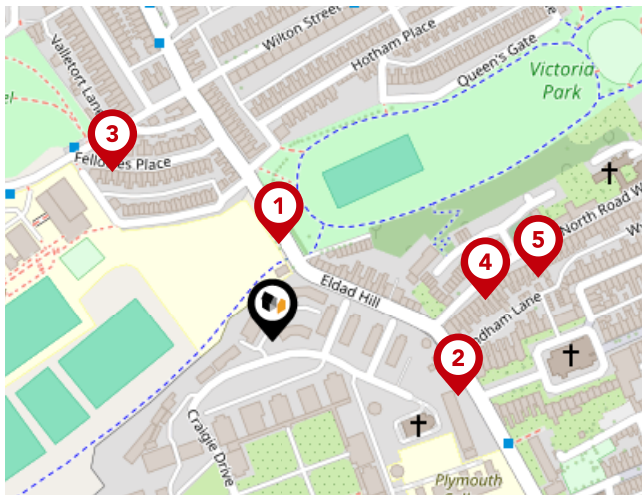 Wilton Street
Hotham Place
Valletort Lane
Queen's Gate
Victoria
Park
3
Fellowes Place
1
North Road W
5
4
Eldad Hill
ndham Lane
2
Craigie Drive
Plymouth